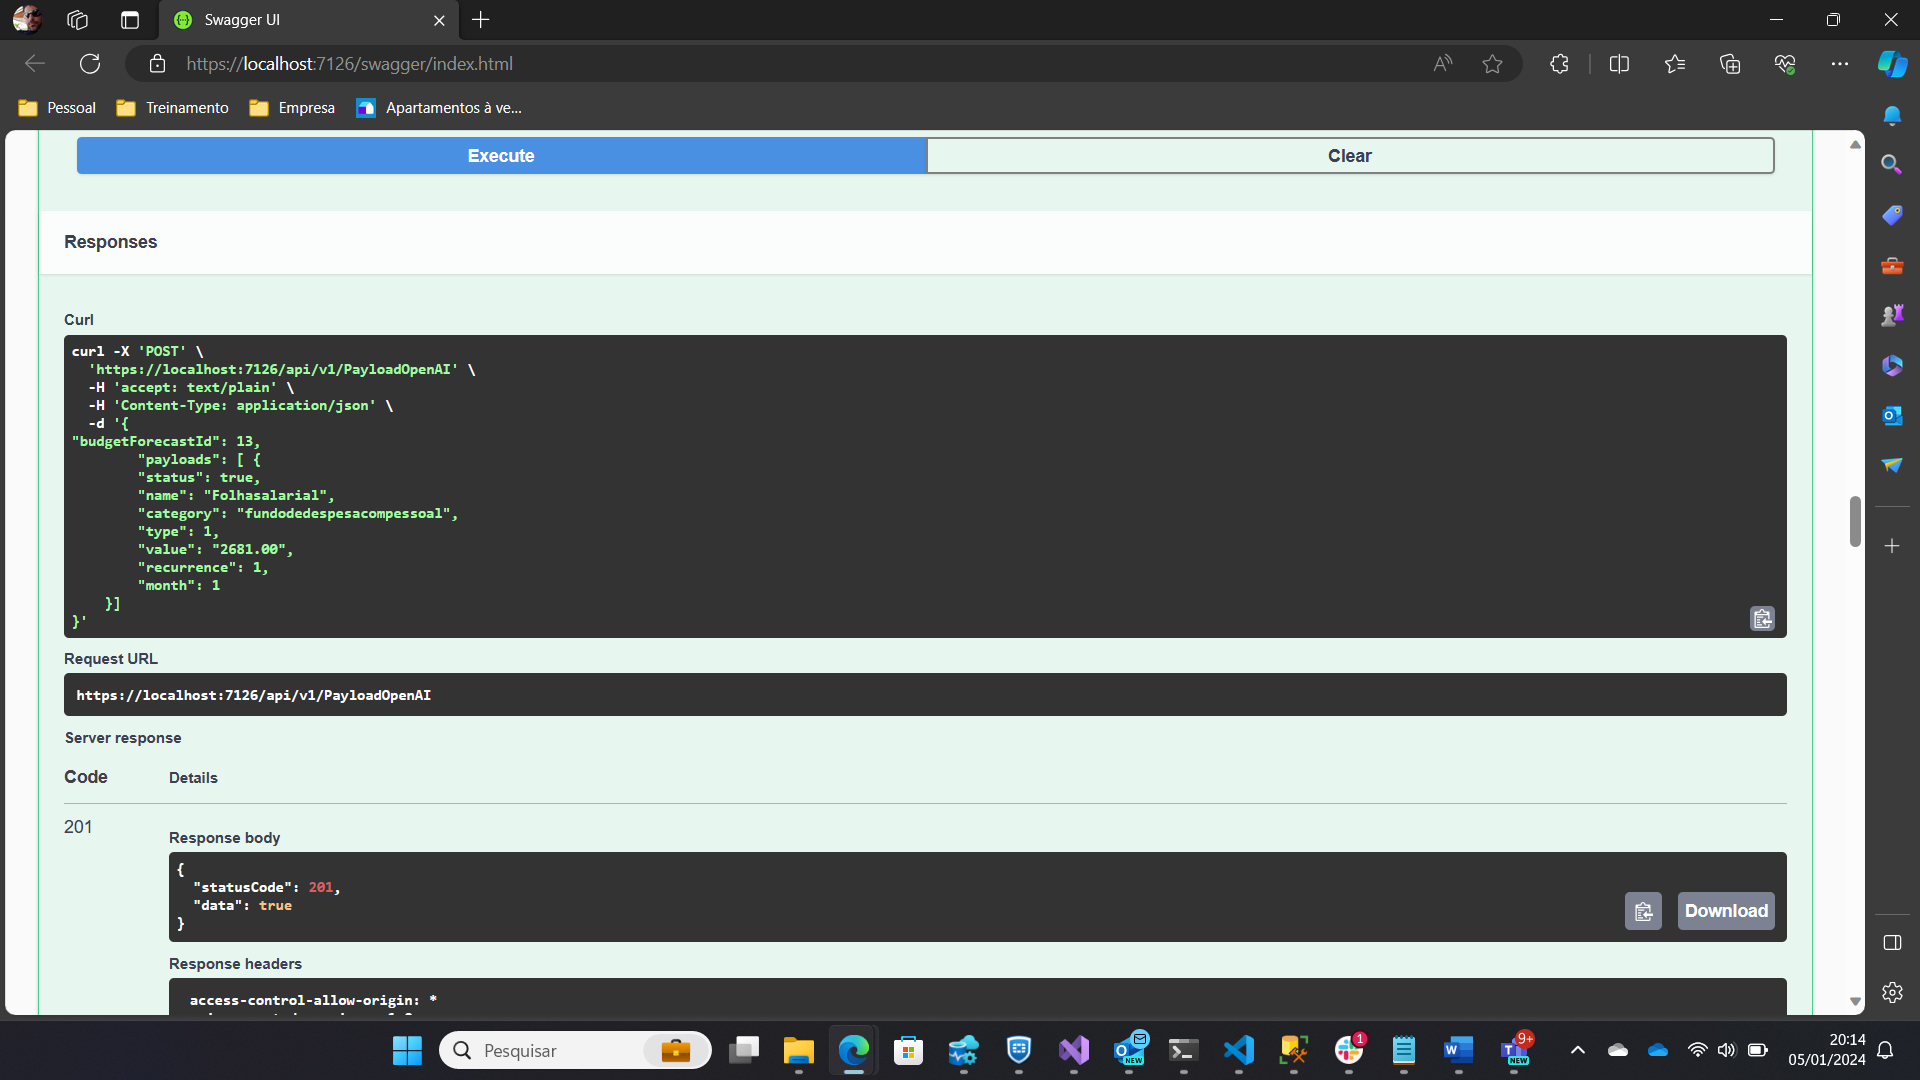 Swagger UI
https://localhost:7126/swagger/index.html
Pessoal
Treinamento
Empresa
Apartamentos à ve...
Execute
Clear
Responses
Curl
curl -X 'POST' \
'https://localhost:7126/api/v1/PayloadOpenAI' \
-H 'accept: text/plain' \
-H 'Content-Type: application/json' \
-d '{
"budgetForecastId": 13,
"payloads": [ {
"status": true,
"name": "Folhasalarial",
"category": "fundodedespesacompessoal",
"type": 1,
"value": "2681.00",
"recurrence": 1,
"month": 1
}]
}'
Request URL
https://localhost:7126/api/v1/PayloadOpenAI
Server response
Code
Details
201
Response body
{
"statusCode": 201,
"data": true
}
Download
Response headers
access-control-allow-origin: *
Pesquisar
NEW
1
9+
NEW
20:14
05/01/2024